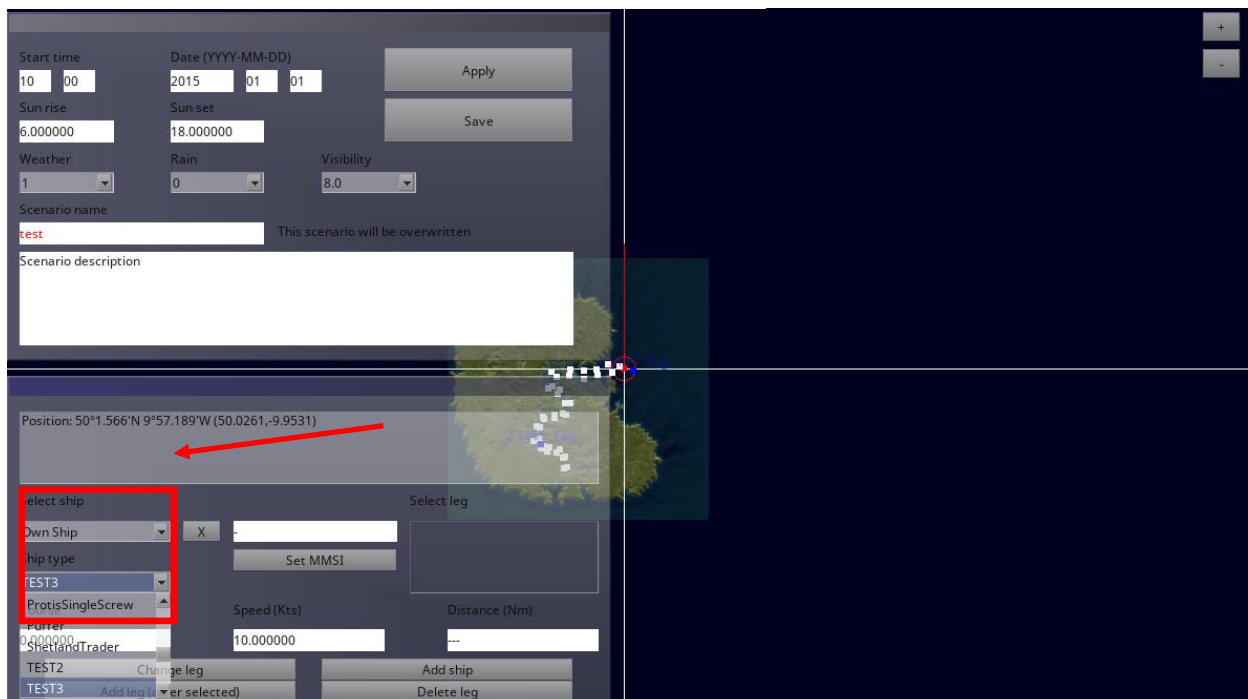 +
-
Start time Date (YYYY-MM-DD)
10 00 2015 01 01
Apply
Sun rise Sun set
6.000000 18.000000
Save
Weather Rain Visibility
1 0 8.0
Scenario name
test This scenario will be overwritten
Scenario description
Position: 50°1.566'N 9°57.189'W (50.0261,-9.9531)
Select ship Select leg
Own Ship X -
Ship type Set MMSI
TEST3
ProtisSingleScrew
Speed (Kts) Distance (Nm)
Puffer
0.000000 10.000000 ---
ShetlandTrader
TEST2 Change leg Add ship
TEST3 Add leg (after selected) Delete leg